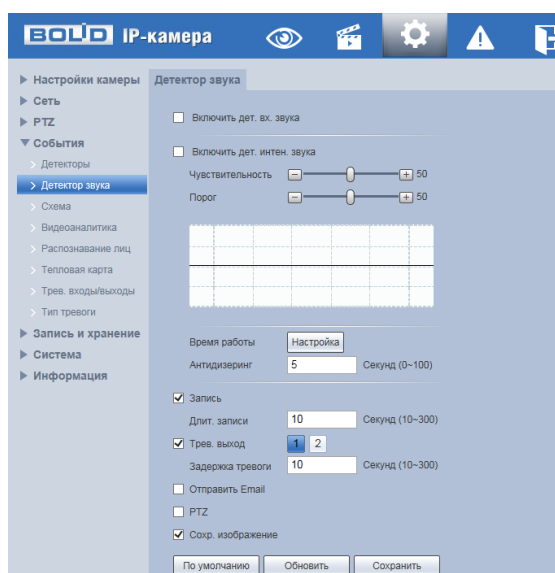 BOLID IP-камера
Настройки камеры
Сеть
PTZ
События
Детекторы
Детектор звука
Схема
Видеоаналитика
Распознавание лиц
Тепловая карта
Трев. входы/выходы
Тип тревоги
Запись и хранение
Система
Информация
Детектор звука
Включить дет. вх. звука
Включить дет. интен. звука
Чувствительность 50
Порог 50
Время работы Настройка
Антидизеринг 5 Секунд (0~100)
Запись
Длит. записи 10 Секунд (10~300)
Трев. выход 1 2
Задержка тревоги 10 Секунд (10~300)
Отправить Email
PTZ
Сохр. изображение
По умолчанию Обновить Сохранить